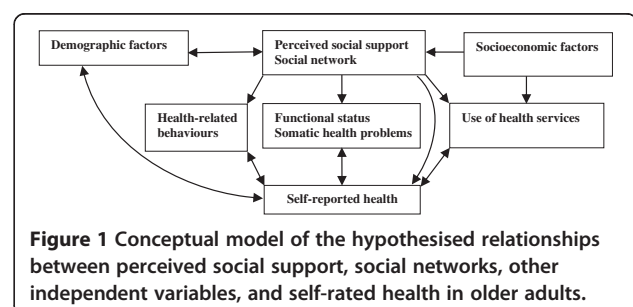 Demographic factors
Perceived social support
Social network
Socioeconomic factors
Health-related
behaviours
Functional status
Somatic health problems
Use of health services
Self-reported health
Figure 1 Conceptual model of the hypothesised relationships
between perceived social support, social networks, other
independent variables, and self-rated health in older adults.